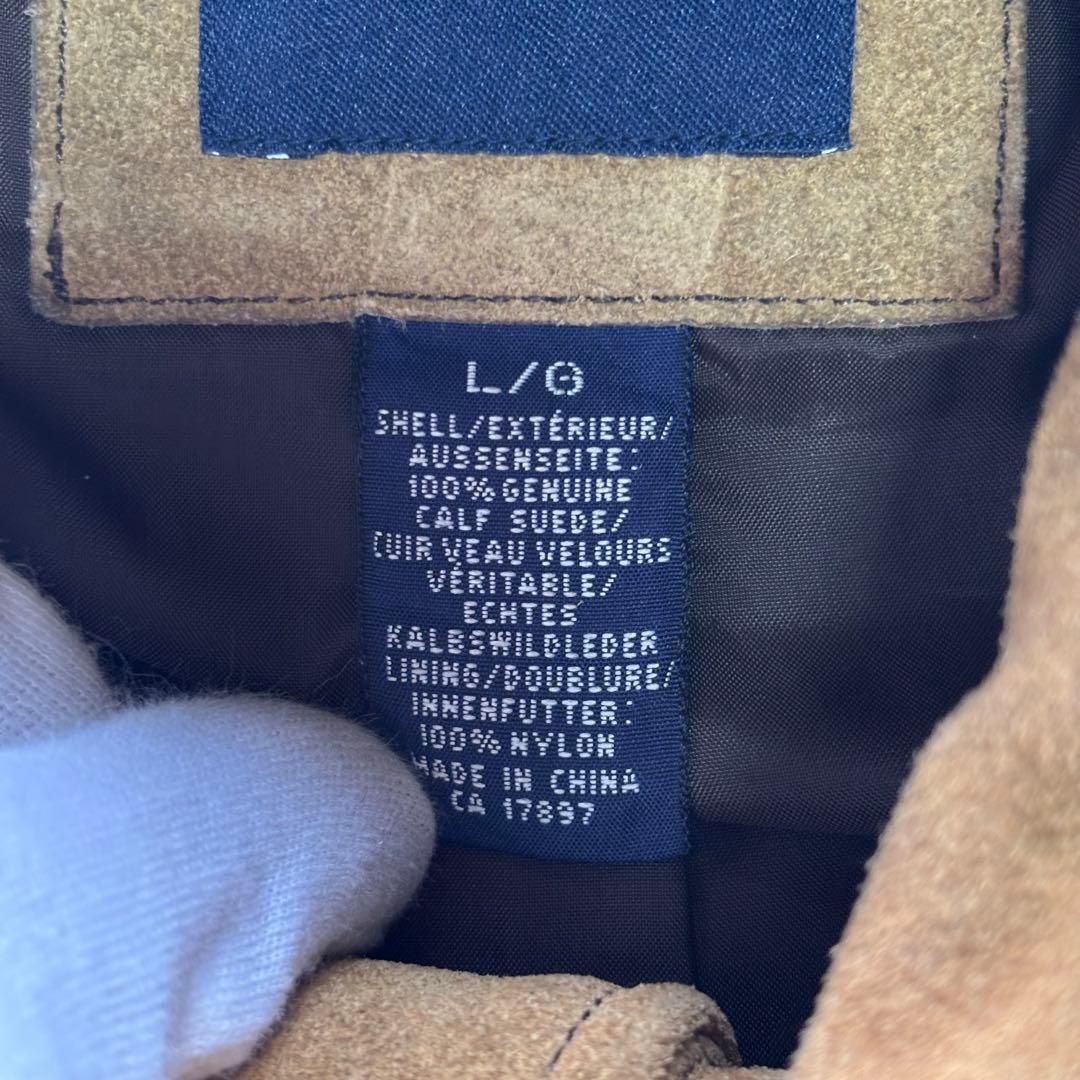 L/G
SHELL/EXTÉRIEUR/
AUSSENSEITE:
100% GENUINE
CALF SUEDE/
CUIR VEAU VELOURS
VÉRITABLE/
ECHTES
KALBSWILDLEDER
LINING/DOUBLURE/
INNENFUTTER:
100% NYLON
MADE IN CHINA
CA 17897